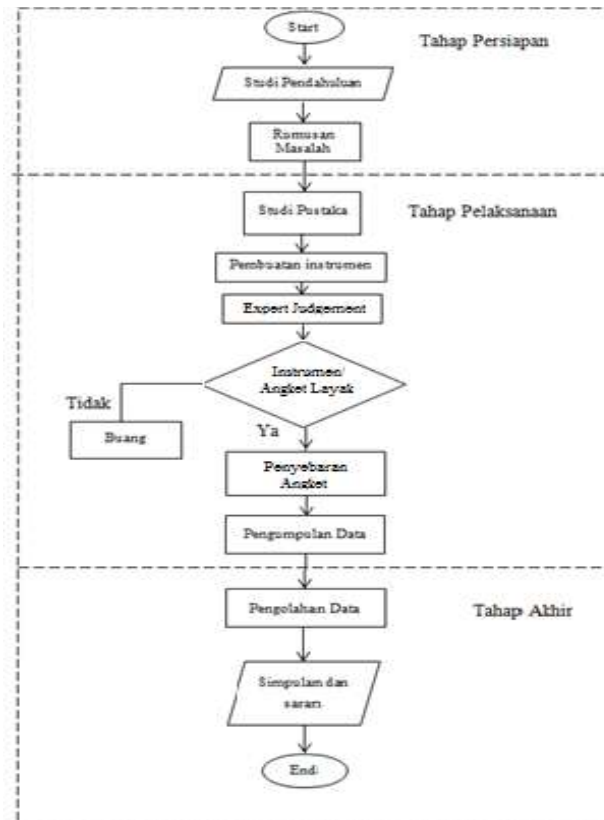 Start
Tahap Persiapan
Studi Pendahuluan
Rumusan
Masalah
Studi Pustaka
Tahap Pelaksanaan
Pembuatan instrumen
Expert Judgement
Instrumen/
Angket Layak
Tidak
Buang
Ya
Penyebaran
Angket
Pengumpulan Data
Pengolahan Data
Tahap Akhir
Simpulan dan
saran
End